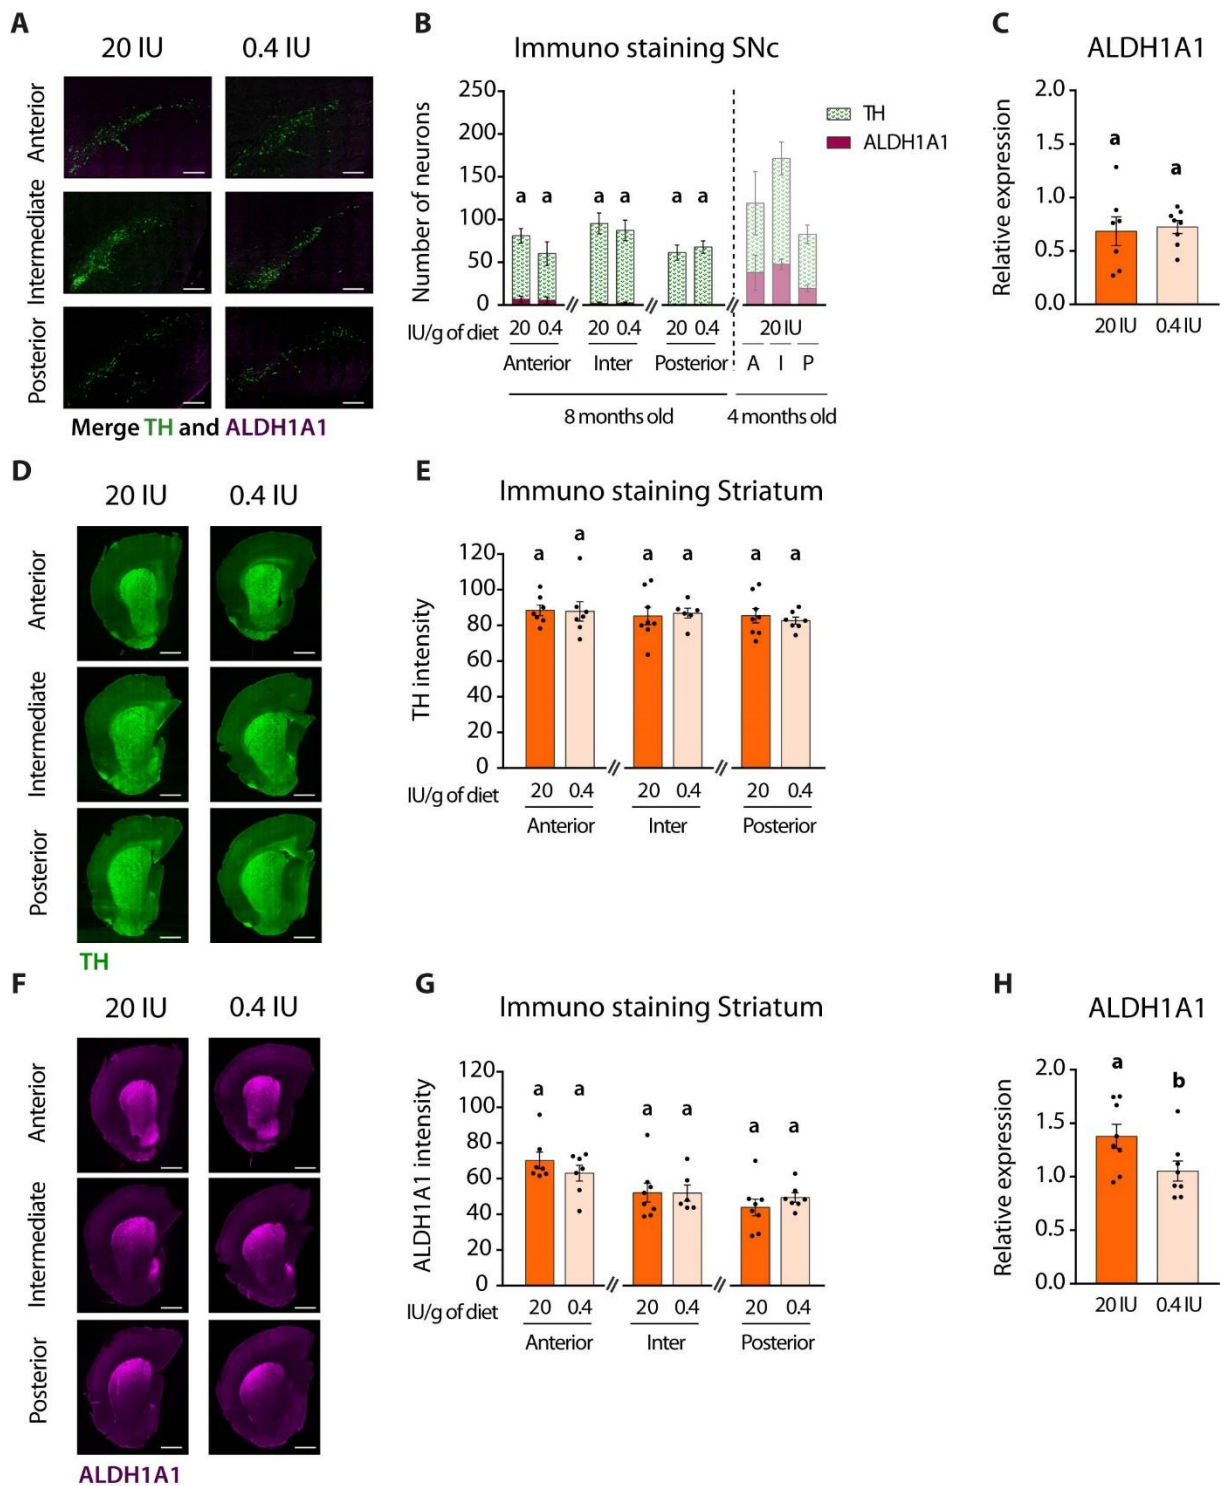 A
20 IU 0.4 IU
Anterior
Intermediate
Posterior
Merge TH and ALDH1A1
B
Immuno staining SNc
Number of neurons
250
200
150
100
50
0
a a a a a a
TH
ALDH1A1
IU/g of diet 20 0.4 20 0.4 20 0.4 20 IU
Anterior Inter Posterior A I P
8 months old 4 months old
C
ALDH1A1
Relative expression
2.0
1.5
1.0
0.5
0.0
a a
20 IU 0.4 IU
D
20 IU 0.4 IU
Anterior
Intermediate
Posterior
TH
E
Immuno staining Striatum
TH intensity
120
100
80
60
40
20
0
a a a a a a
IU/g of diet 20 0.4 20 0.4 20 0.4
Anterior Inter Posterior
F
20 IU 0.4 IU
Anterior
Intermediate
Posterior
ALDH1A1
G
Immuno staining Striatum
ALDH1A1 intensity
120
100
80
60
40
20
0
a a a a a a
IU/g of diet 20 0.4 20 0.4 20 0.4
Anterior Inter Posterior
H
ALDH1A1
Relative expression
2.0
1.5
1.0
0.5
0.0
a b
20 IU 0.4 IU